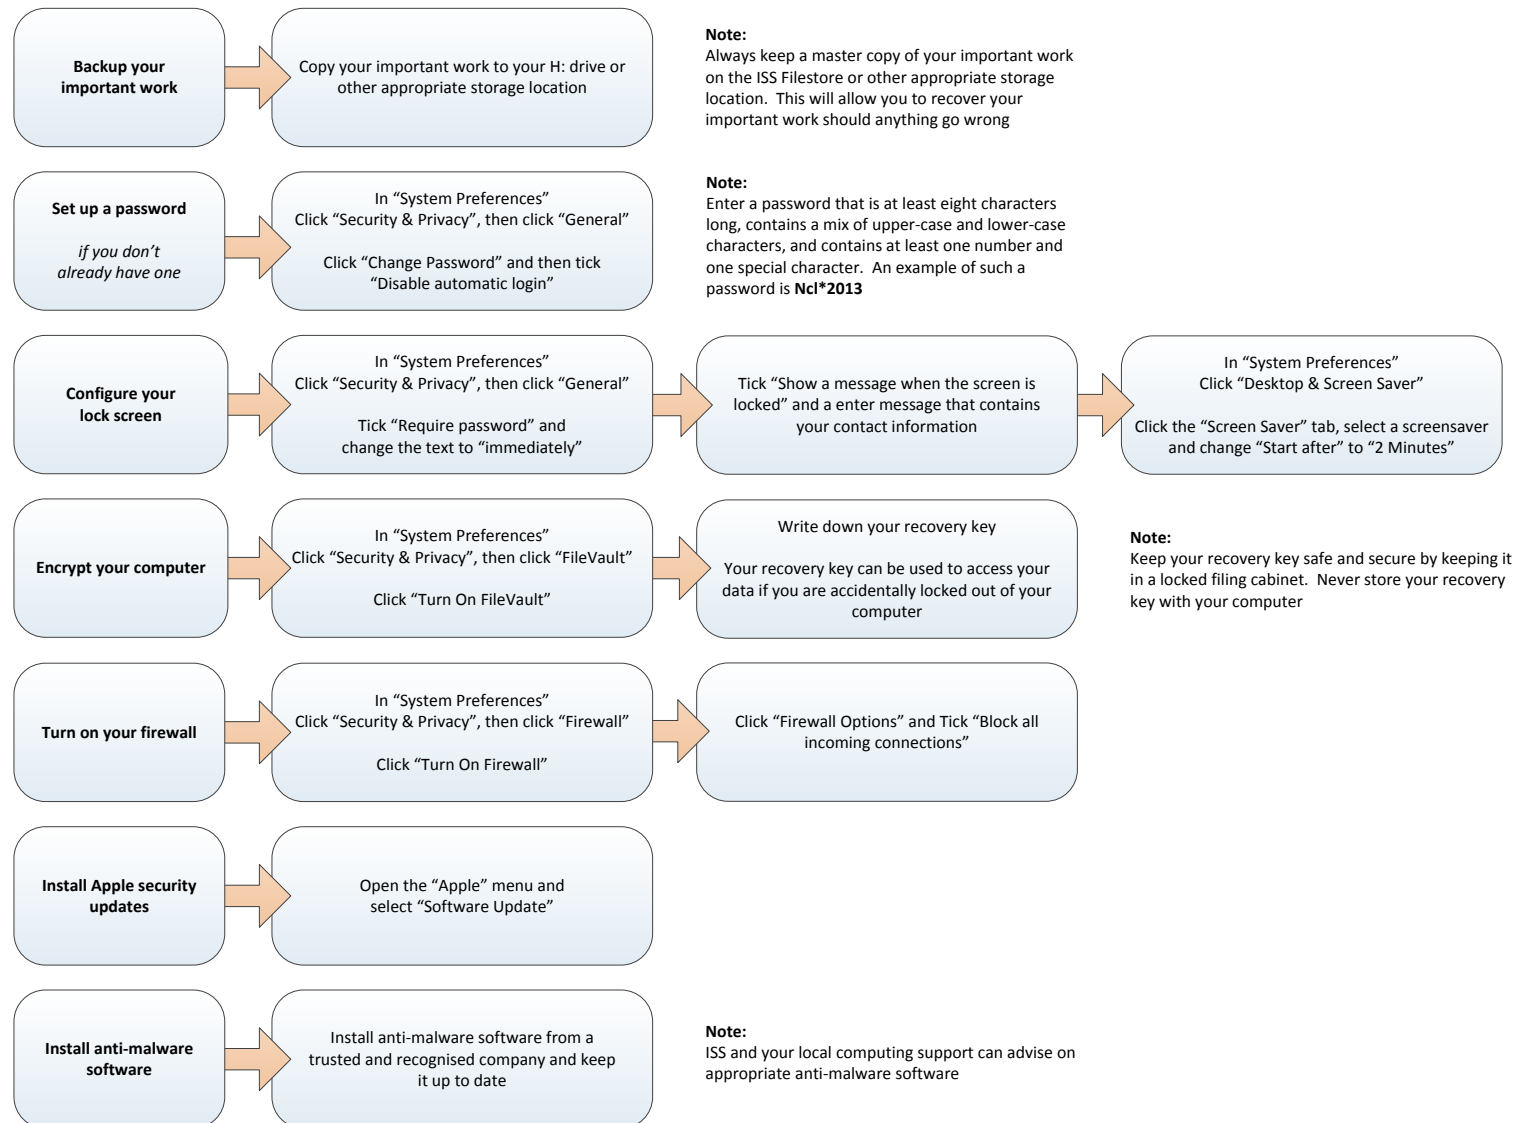 Backup your
important work
Copy your important work to your H: drive or
other appropriate storage location
Note:
Always keep a master copy of your important work
on the ISS Filestore or other appropriate storage
location.  This will allow you to recover your
important work should anything go wrong
Set up a password
if you don’t
already have one
In “System Preferences”
Click “Security & Privacy”, then click “General”
Click “Change Password” and then tick
“Disable automatic login”
Note:
Enter a password that is at least eight characters
long, contains a mix of upper-case and lower-case
characters, and contains at least one number and
one special character.  An example of such a
password is Ncl*2013
Configure your
lock screen
In “System Preferences”
Click “Security & Privacy”, then click “General”
Tick “Require password” and
change the text to “immediately”
Tick “Show a message when the screen is
locked” and a enter message that contains
your contact information
In “System Preferences”
Click “Desktop & Screen Saver”
Click the “Screen Saver” tab, select a screensaver
and change “Start after” to “2 Minutes”
Encrypt your computer
In “System Preferences”
Click “Security & Privacy”, then click “FileVault”
Click “Turn On FileVault”
Write down your recovery key
Your recovery key can be used to access your
data if you are accidentally locked out of your
computer
Note:
Keep your recovery key safe and secure by keeping it
in a locked filing cabinet.  Never store your recovery
key with your computer
Turn on your firewall
In “System Preferences”
Click “Security & Privacy”, then click “Firewall”
Click “Turn On Firewall”
Click “Firewall Options” and Tick “Block all
incoming connections”
Install Apple security
updates
Open the “Apple” menu and
select “Software Update”
Install anti-malware
software
Install anti-malware software from a
trusted and recognised company and keep
it up to date
Note:
ISS and your local computing support can advise on
appropriate anti-malware software